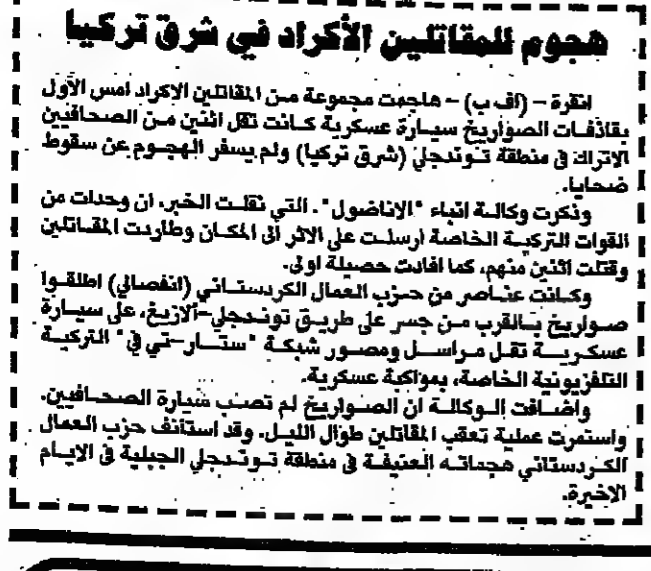 هجوم للمقاتلين الأكراد في شرق تركيا
انقرة – (اف ب) – هاجمت مجموعة من المقاتلين الاكراد امس الأول
بقاذفات الصواريخ سيارة عسكرية كانت تقل اثنين من الصحافيين
الاتراك في منطقة توندجلي (شرق تركيا) ولم يسفر الهجوم عن سقوط
ضحايا.
وذكرت وكالة انباء "الاناضول". التي نقلت الخبر. ان وحدات من
القوات التركية الخاصة ارسلت على الاثر الى المكان وطاردت المقاتلين
وقتلت اثنين منهم، كما افادت حصيلة اولى.
وكانت عناصر من حزب العمال الكردستاني (انفصالي) اطلقوا
صواريخ بالقرب من جسر على طريق توندجلي-الازيغ، على سيارة
عسكرية تقل مراسل ومصور شبكة "ستار-تي في" التركية
التلفزيونية الخاصة، بمواكبة عسكرية.
واضافت الوكالة ان الصواريخ لم تصب سيارة الصحافيين.
واستمرت عملية تعقب المقاتلين طوال الليل. وقد استأنف حزب العمال
الكردستاني هجماته العنيفة في منطقة توندجلي الجبلية في الايام
الاخيرة.